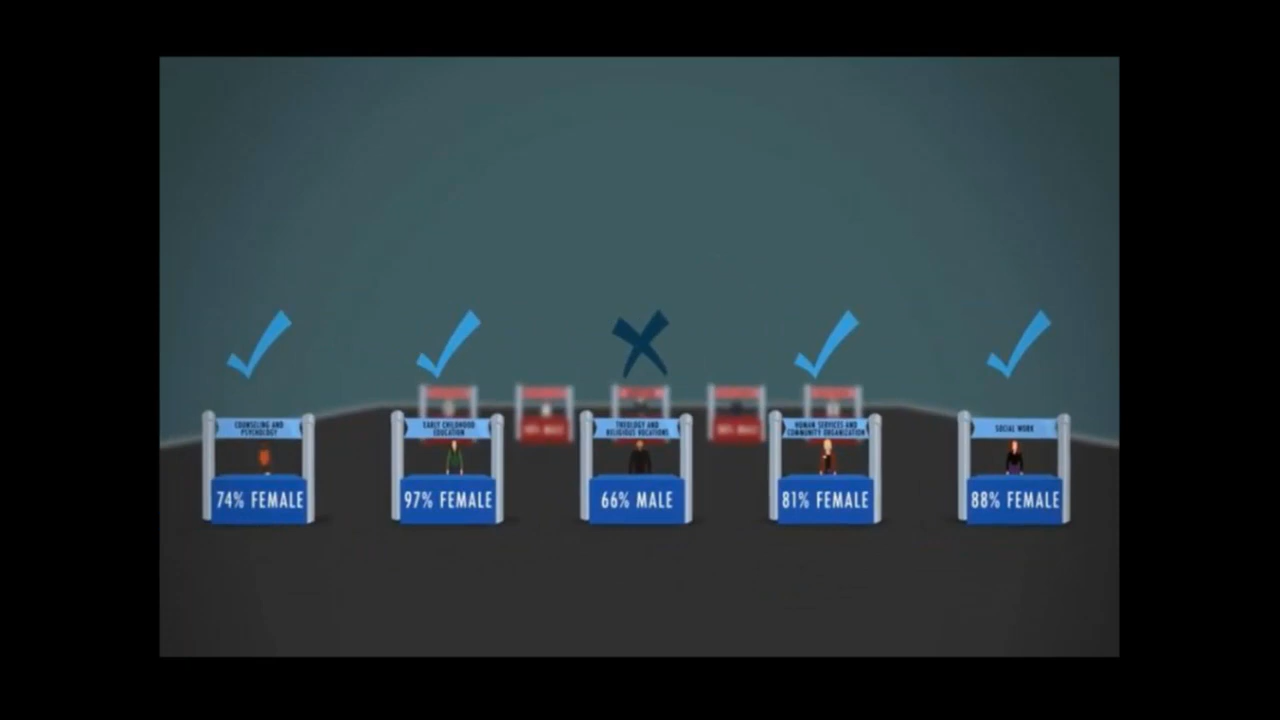 COUNSELING AND
PSYCHOLOGY
EARLY CHILDHOOD
EDUCATION
THEOLOGY AND
RELIGIOUS VOCATIONS
HUMAN SERVICES AND
COMMUNITY ORGANIZATION
SOCIAL WORK
74% FEMALE
97% FEMALE
66% MALE
81% FEMALE
88% FEMALE